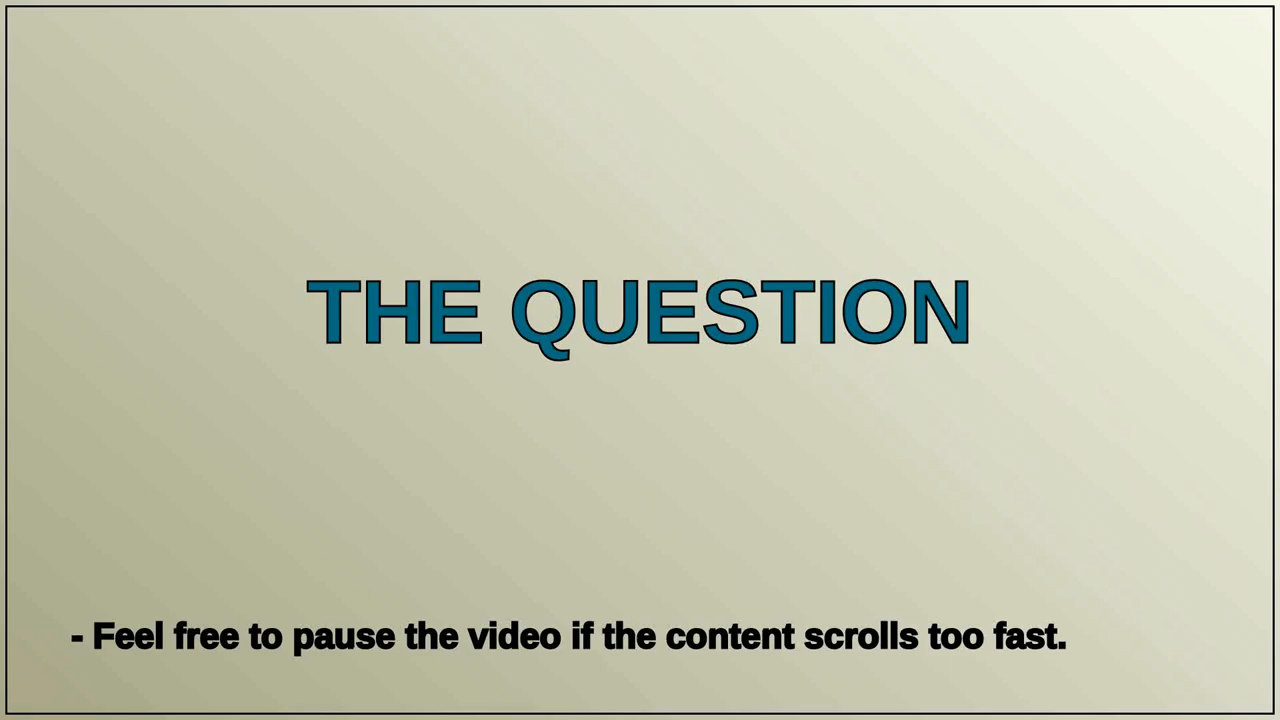 THE QUESTION
- Feel free to pause the video if the content scrolls too fast.